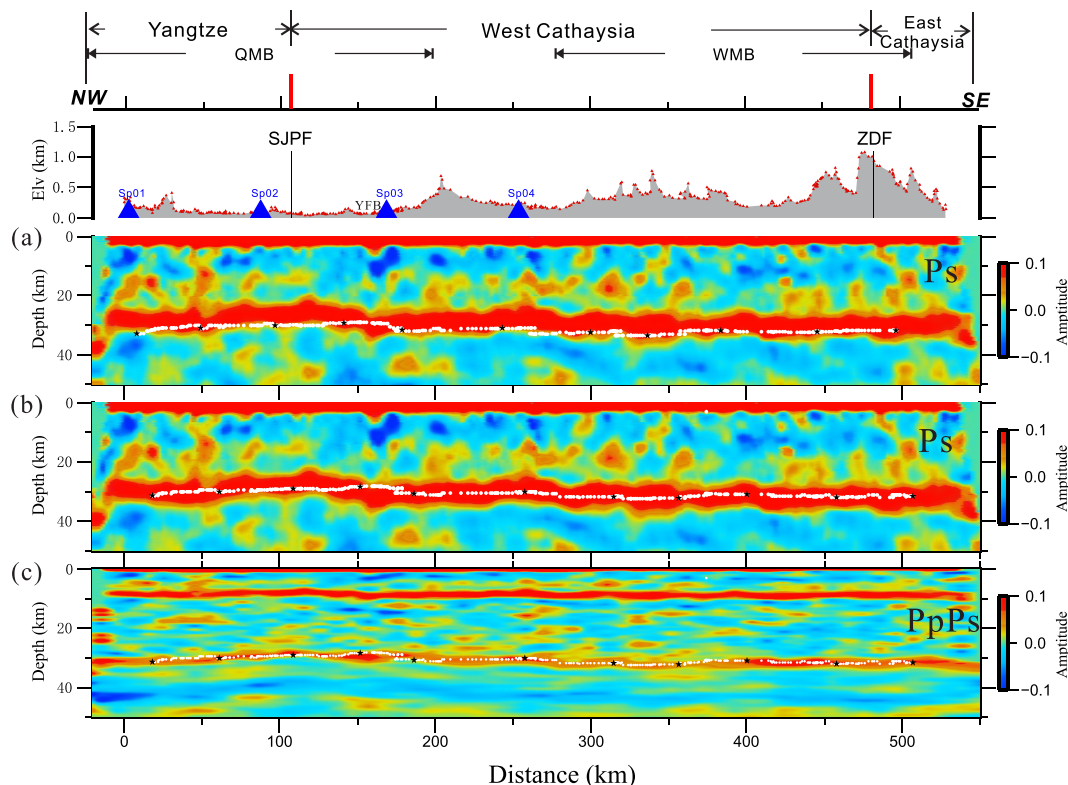 Yangtze West Cathaysia East Cathaysia
QMB WMB
NW SE
SJPF ZDF
Elv (km)
1.5
1.0
0.5
0.0
Sp01 Sp02 YFB Sp03 Sp04
(a)
Ps
Depth (km)
0
20
40
0.1
0.0
−0.1
Amplitude
(b)
Ps
Depth (km)
0
20
40
0.1
0.0
−0.1
Amplitude
(c)
PpPs
Depth (km)
0
20
40
0.1
0.0
−0.1
Amplitude
0 100 200 300 400 500
Distance (km)